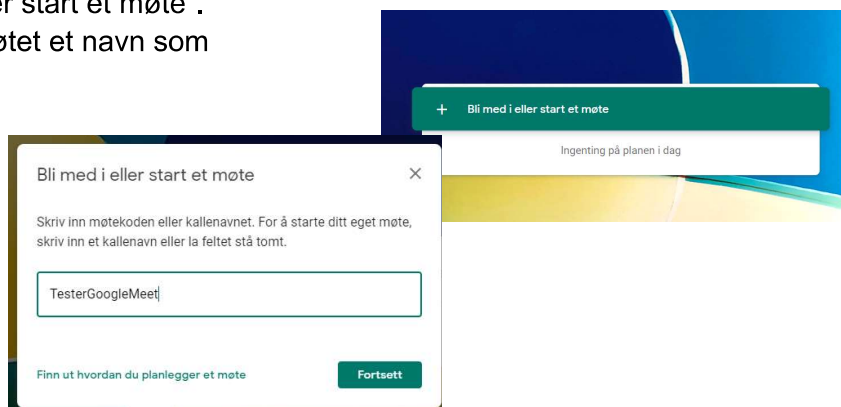 er start et møte".
øtet et navn som
+ Bli med i eller start et møte
Ingenting på planen i dag
Bli med i eller start et møte
Skriv inn møtekoden eller kallenavnet. For å starte ditt eget møte,
skriv inn et kallenavn eller la feltet stå tomt.
TesterGoogleMeet
Finn ut hvordan du planlegger et møte
Fortsett